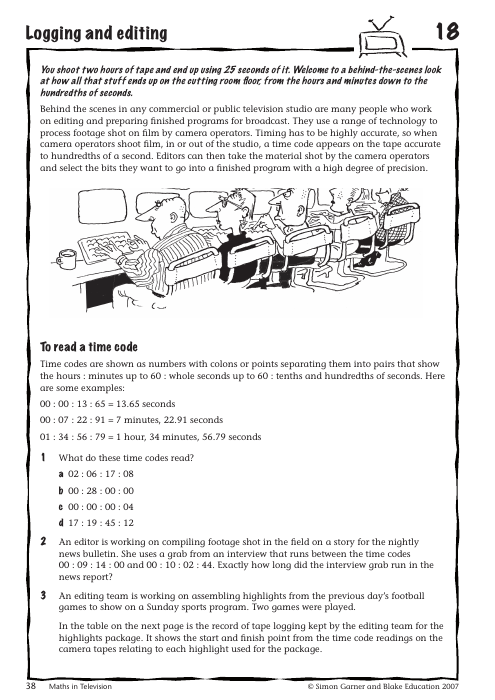 Logging and editing
18
You shoot two hours of tape and end up using 25 seconds of it. Welcome to a behind-the-scenes look
at how all that stuff ends up on the cutting room floor, from the hours and minutes down to the
hundredths of seconds.
Behind the scenes in any commercial or public television studio are many people who work
on editing and preparing finished programs for broadcast. They use a range of technology to
process footage shot on film by camera operators. Timing has to be highly accurate, so when
camera operators shoot film, in or out of the studio, a time code appears on the tape accurate
to hundredths of a second. Editors can then take the material shot by the camera operators
and select the bits they want to go into a finished program with a high degree of precision.
To read a time code
Time codes are shown as numbers with colons or points separating them into pairs that show
the hours : minutes up to 60 : whole seconds up to 60 : tenths and hundredths of seconds. Here
are some examples:
00 : 00 : 13 : 65 = 13.65 seconds
00 : 07 : 22 : 91 = 7 minutes, 22.91 seconds
01 : 34 : 56 : 79 = 1 hour, 34 minutes, 56.79 seconds
1 What do these time codes read?
a 02 : 06 : 17 : 08
b 00 : 28 : 00 : 00
c 00 : 00 : 00 : 04
d 17 : 19 : 45 : 12
2 An editor is working on compiling footage shot in the field on a story for the nightly
news bulletin. She uses a grab from an interview that runs between the time codes
00 : 09 : 14 : 00 and 00 : 10 : 02 : 44. Exactly how long did the interview grab run in the
news report?
3 An editing team is working on assembling highlights from the previous day's football
games to show on a Sunday sports program. Two games were played.
In the table on the next page is the record of tape logging kept by the editing team for the
highlights package. It shows the start and finish point from the time code readings on the
camera tapes relating to each highlight used for the package.
38 Maths in Television
© Simon Garner and Blake Education 2007